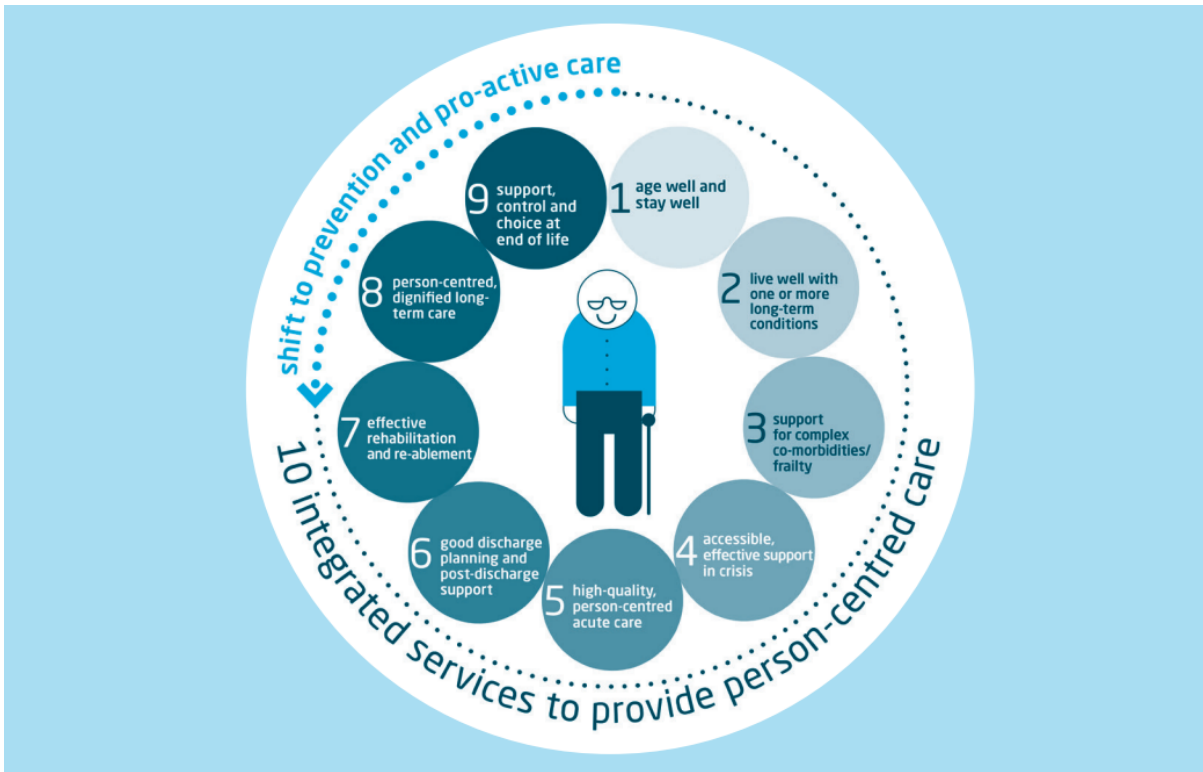 shift to prevention and pro-active care
1 age well and
stay well
2 live well with
one or more
long-term
conditions
3 support
for complex
co-morbidities/
frailty
4 accessible,
effective support
in crisis
5 high-quality,
person-centred
acute care
6 good discharge
planning and
post-discharge
support
7 effective
rehabilitation
and re-ablement
8 person-centred,
dignified long-
term care
9 support,
control and
choice at
end of life
10 integrated services to provide person-centred care